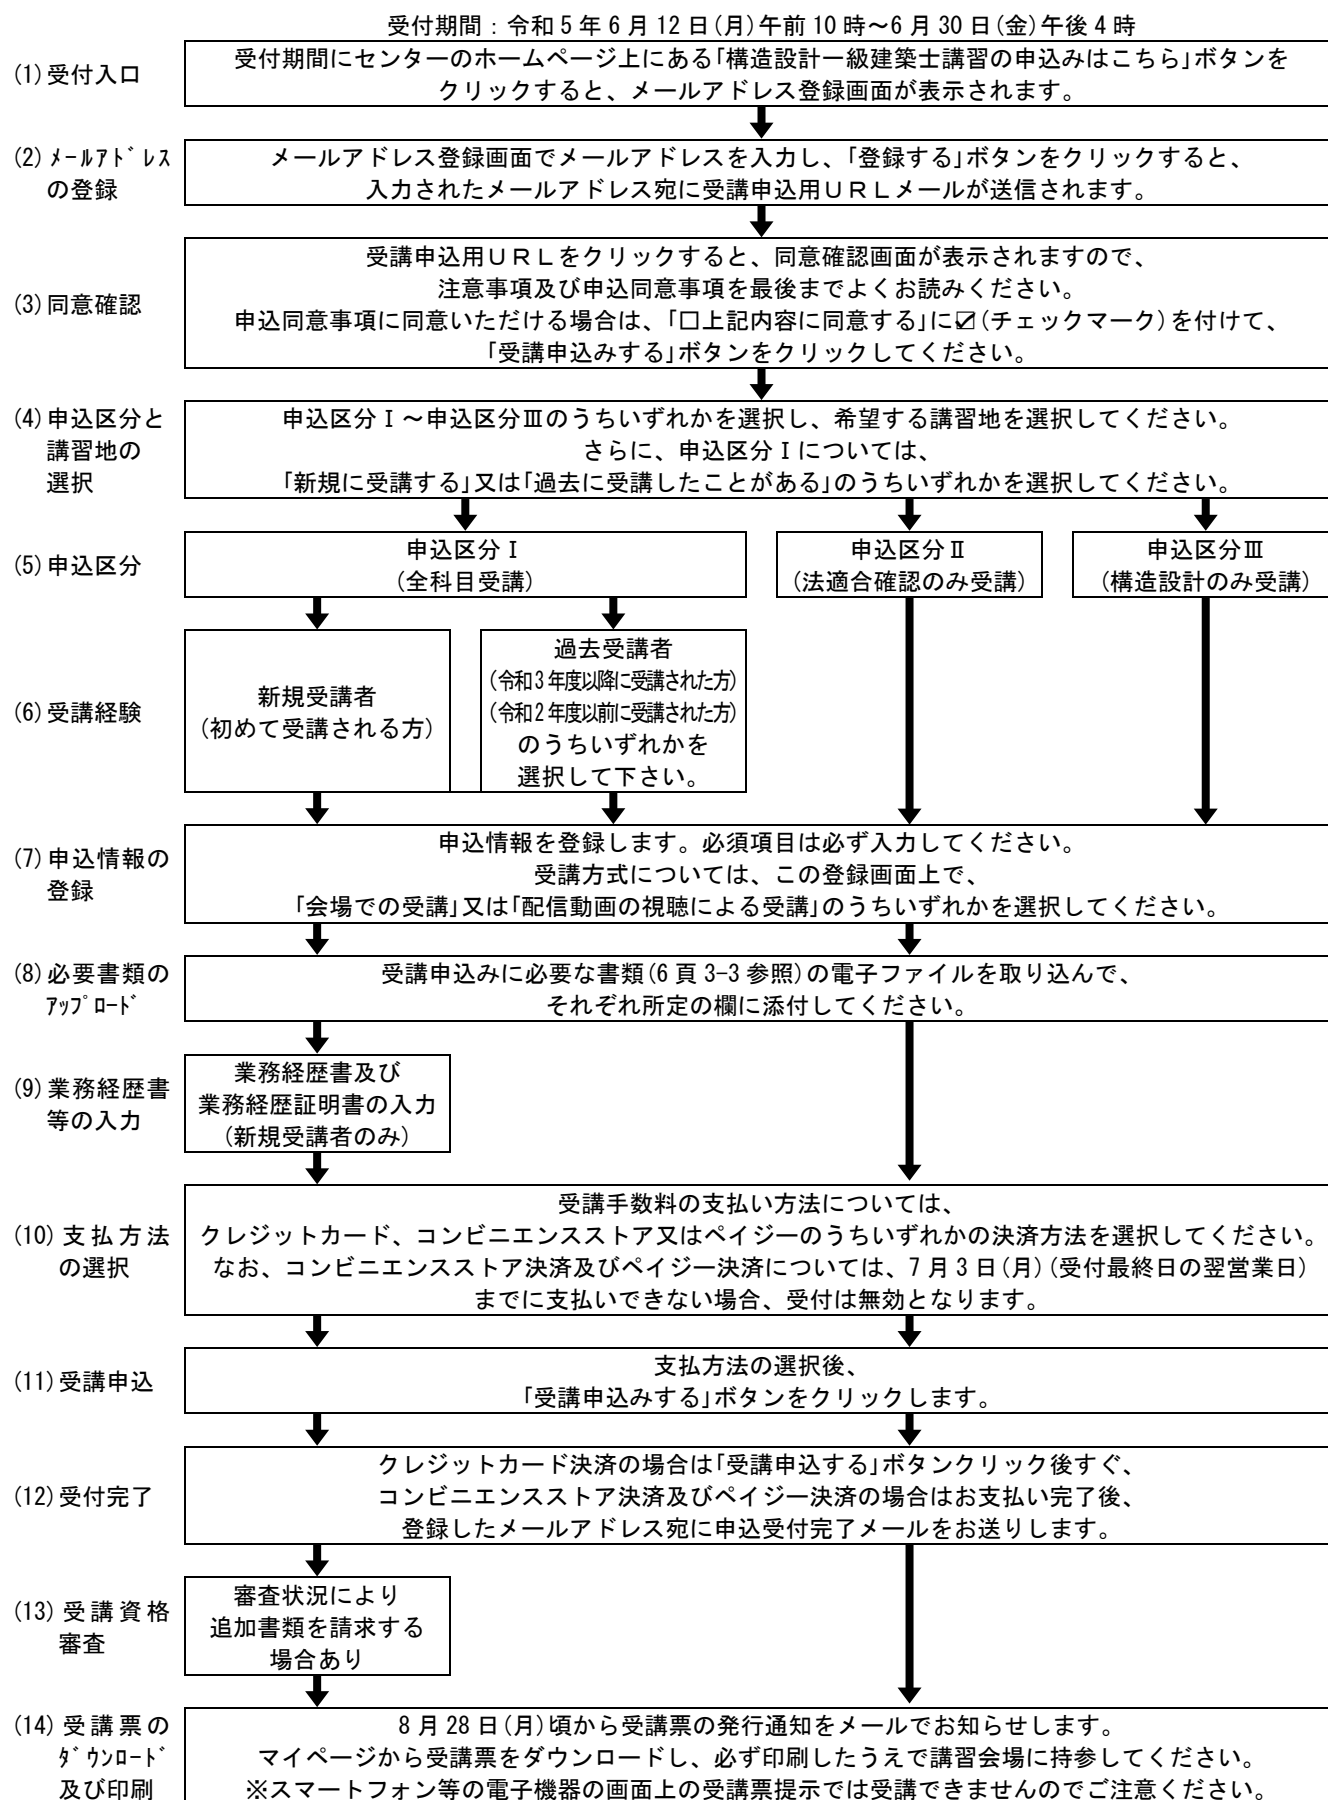 受付期間：令和5年6月12日(月)午前10時～6月30日(金)午後4時
(1)受付入口
受付期間にセンターのホームページ上にある｢構造設計一級建築士講習の申込みはこちら｣ボタンを
クリックすると、メールアドレス登録画面が表示されます。
(2)ﾒｰﾙｱﾄﾞﾚｽ
の登録
メールアドレス登録画面でメールアドレスを入力し、｢登録する｣ボタンをクリックすると、
入力されたメールアドレス宛に受講申込用ＵＲＬメールが送信されます。
(3)同意確認
受講申込用ＵＲＬをクリックすると、同意確認画面が表示されますので、
注意事項及び申込同意事項を最後までよくお読みください。
申込同意事項に同意いただける場合は、｢□上記内容に同意する｣に☑(チェックマーク)を付けて、
｢受講申込みする｣ボタンをクリックしてください。
(4)申込区分と
講習地の
選択
申込区分Ⅰ～申込区分Ⅲのうちいずれかを選択し、希望する講習地を選択してください。
さらに、申込区分Ⅰについては、
｢新規に受講する｣又は｢過去に受講したことがある｣のうちいずれかを選択してください。
(5)申込区分
申込区分Ⅰ
(全科目受講)
申込区分Ⅱ
(法適合確認のみ受講)
申込区分Ⅲ
(構造設計のみ受講)
(6)受講経験
新規受講者
(初めて受講される方)
過去受講者
(令和3年度以降に受講された方)
(令和2年度以前に受講された方)
のうちいずれかを
選択して下さい。
(7)申込情報の
登録
申込情報を登録します。必須項目は必ず入力してください。
受講方式については、この登録画面上で、
｢会場での受講｣又は｢配信動画の視聴による受講｣のうちいずれかを選択してください。
(8)必要書類の
ｱｯﾌﾟﾛｰﾄﾞ
受講申込みに必要な書類(6頁3-3参照)の電子ファイルを取り込んで、
それぞれ所定の欄に添付してください。
(9)業務経歴書
等の入力
業務経歴書及び
業務経歴証明書の入力
(新規受講者のみ)
(10)支払方法
の選択
受講手数料の支払い方法については、
クレジットカード、コンビニエンスストア又はペイジーのうちいずれかの決済方法を選択してください。
なお、コンビニエンスストア決済及びペイジー決済については、7月3日(月)(受付最終日の翌営業日)
までに支払いできない場合、受付は無効となります。
(11)受講申込
支払方法の選択後、
｢受講申込みする｣ボタンをクリックします。
(12)受付完了
クレジットカード決済の場合は｢受講申込する｣ボタンクリック後すぐ、
コンビニエンスストア決済及びペイジー決済の場合はお支払い完了後、
登録したメールアドレス宛に申込受付完了メールをお送りします。
(13)受講資格
審査
審査状況により
追加書類を請求する
場合あり
(14)受講票の
ﾀﾞｳﾝﾛｰﾄﾞ
及び印刷
8月28日(月)頃から受講票の発行通知をメールでお知らせします。
マイページから受講票をダウンロードし、必ず印刷したうえで講習会場に持参してください。
※スマートフォン等の電子機器の画面上の受講票提示では受講できませんのでご注意ください。